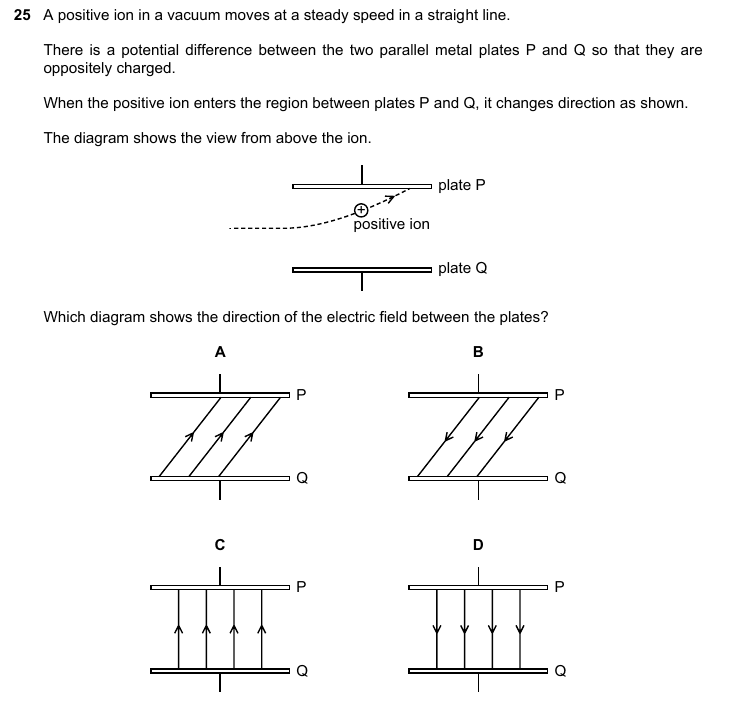 25 A positive ion in a vacuum moves at a steady speed in a straight line.
There is a potential difference between the two parallel metal plates P and Q so that they are
oppositely charged.
When the positive ion enters the region between plates P and Q, it changes direction as shown.
The diagram shows the view from above the ion.
plate P
+
positive ion
plate Q
Which diagram shows the direction of the electric field between the plates?
A B
P P
Q Q
C D
P P
Q Q